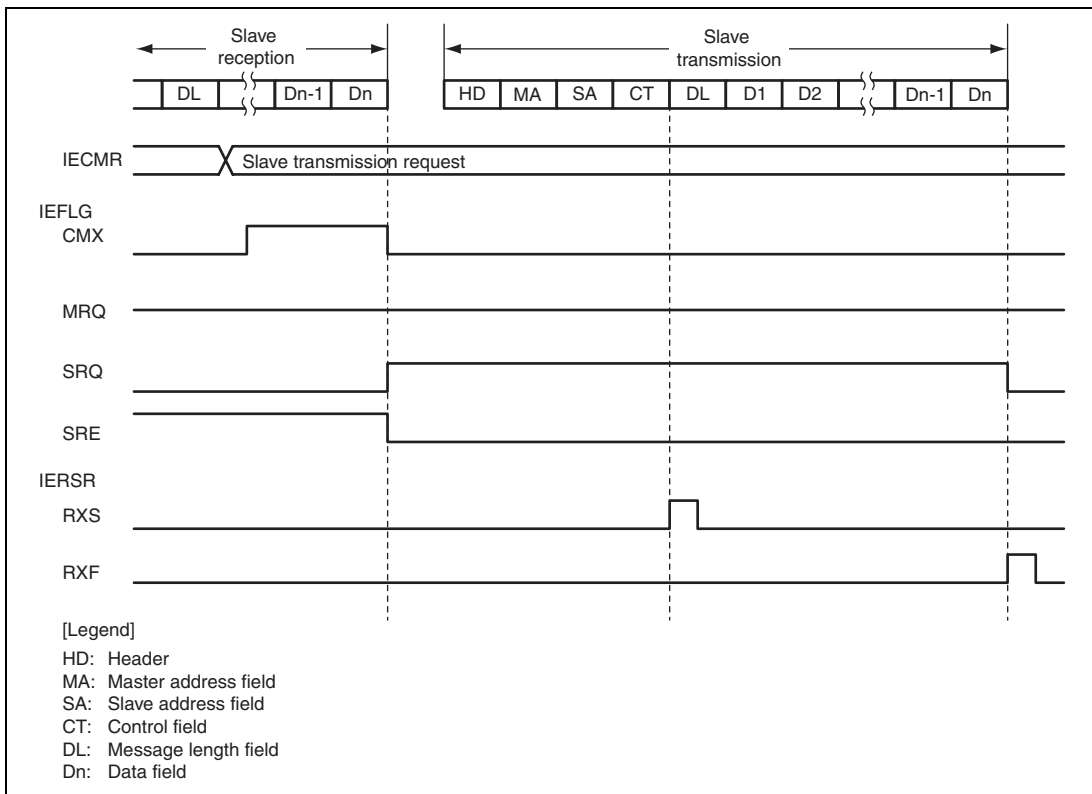 Slave
reception
Slave
transmission
DL Dn-1 Dn HD MA SA CT DL D1 D2 Dn-1 Dn
IECMR Slave transmission request
IEFLG
CMX
MRQ
SRQ
SRE
IERSR
RXS
RXF
[Legend]
HD: Header
MA: Master address field
SA: Slave address field
CT: Control field
DL: Message length field
Dn: Data field